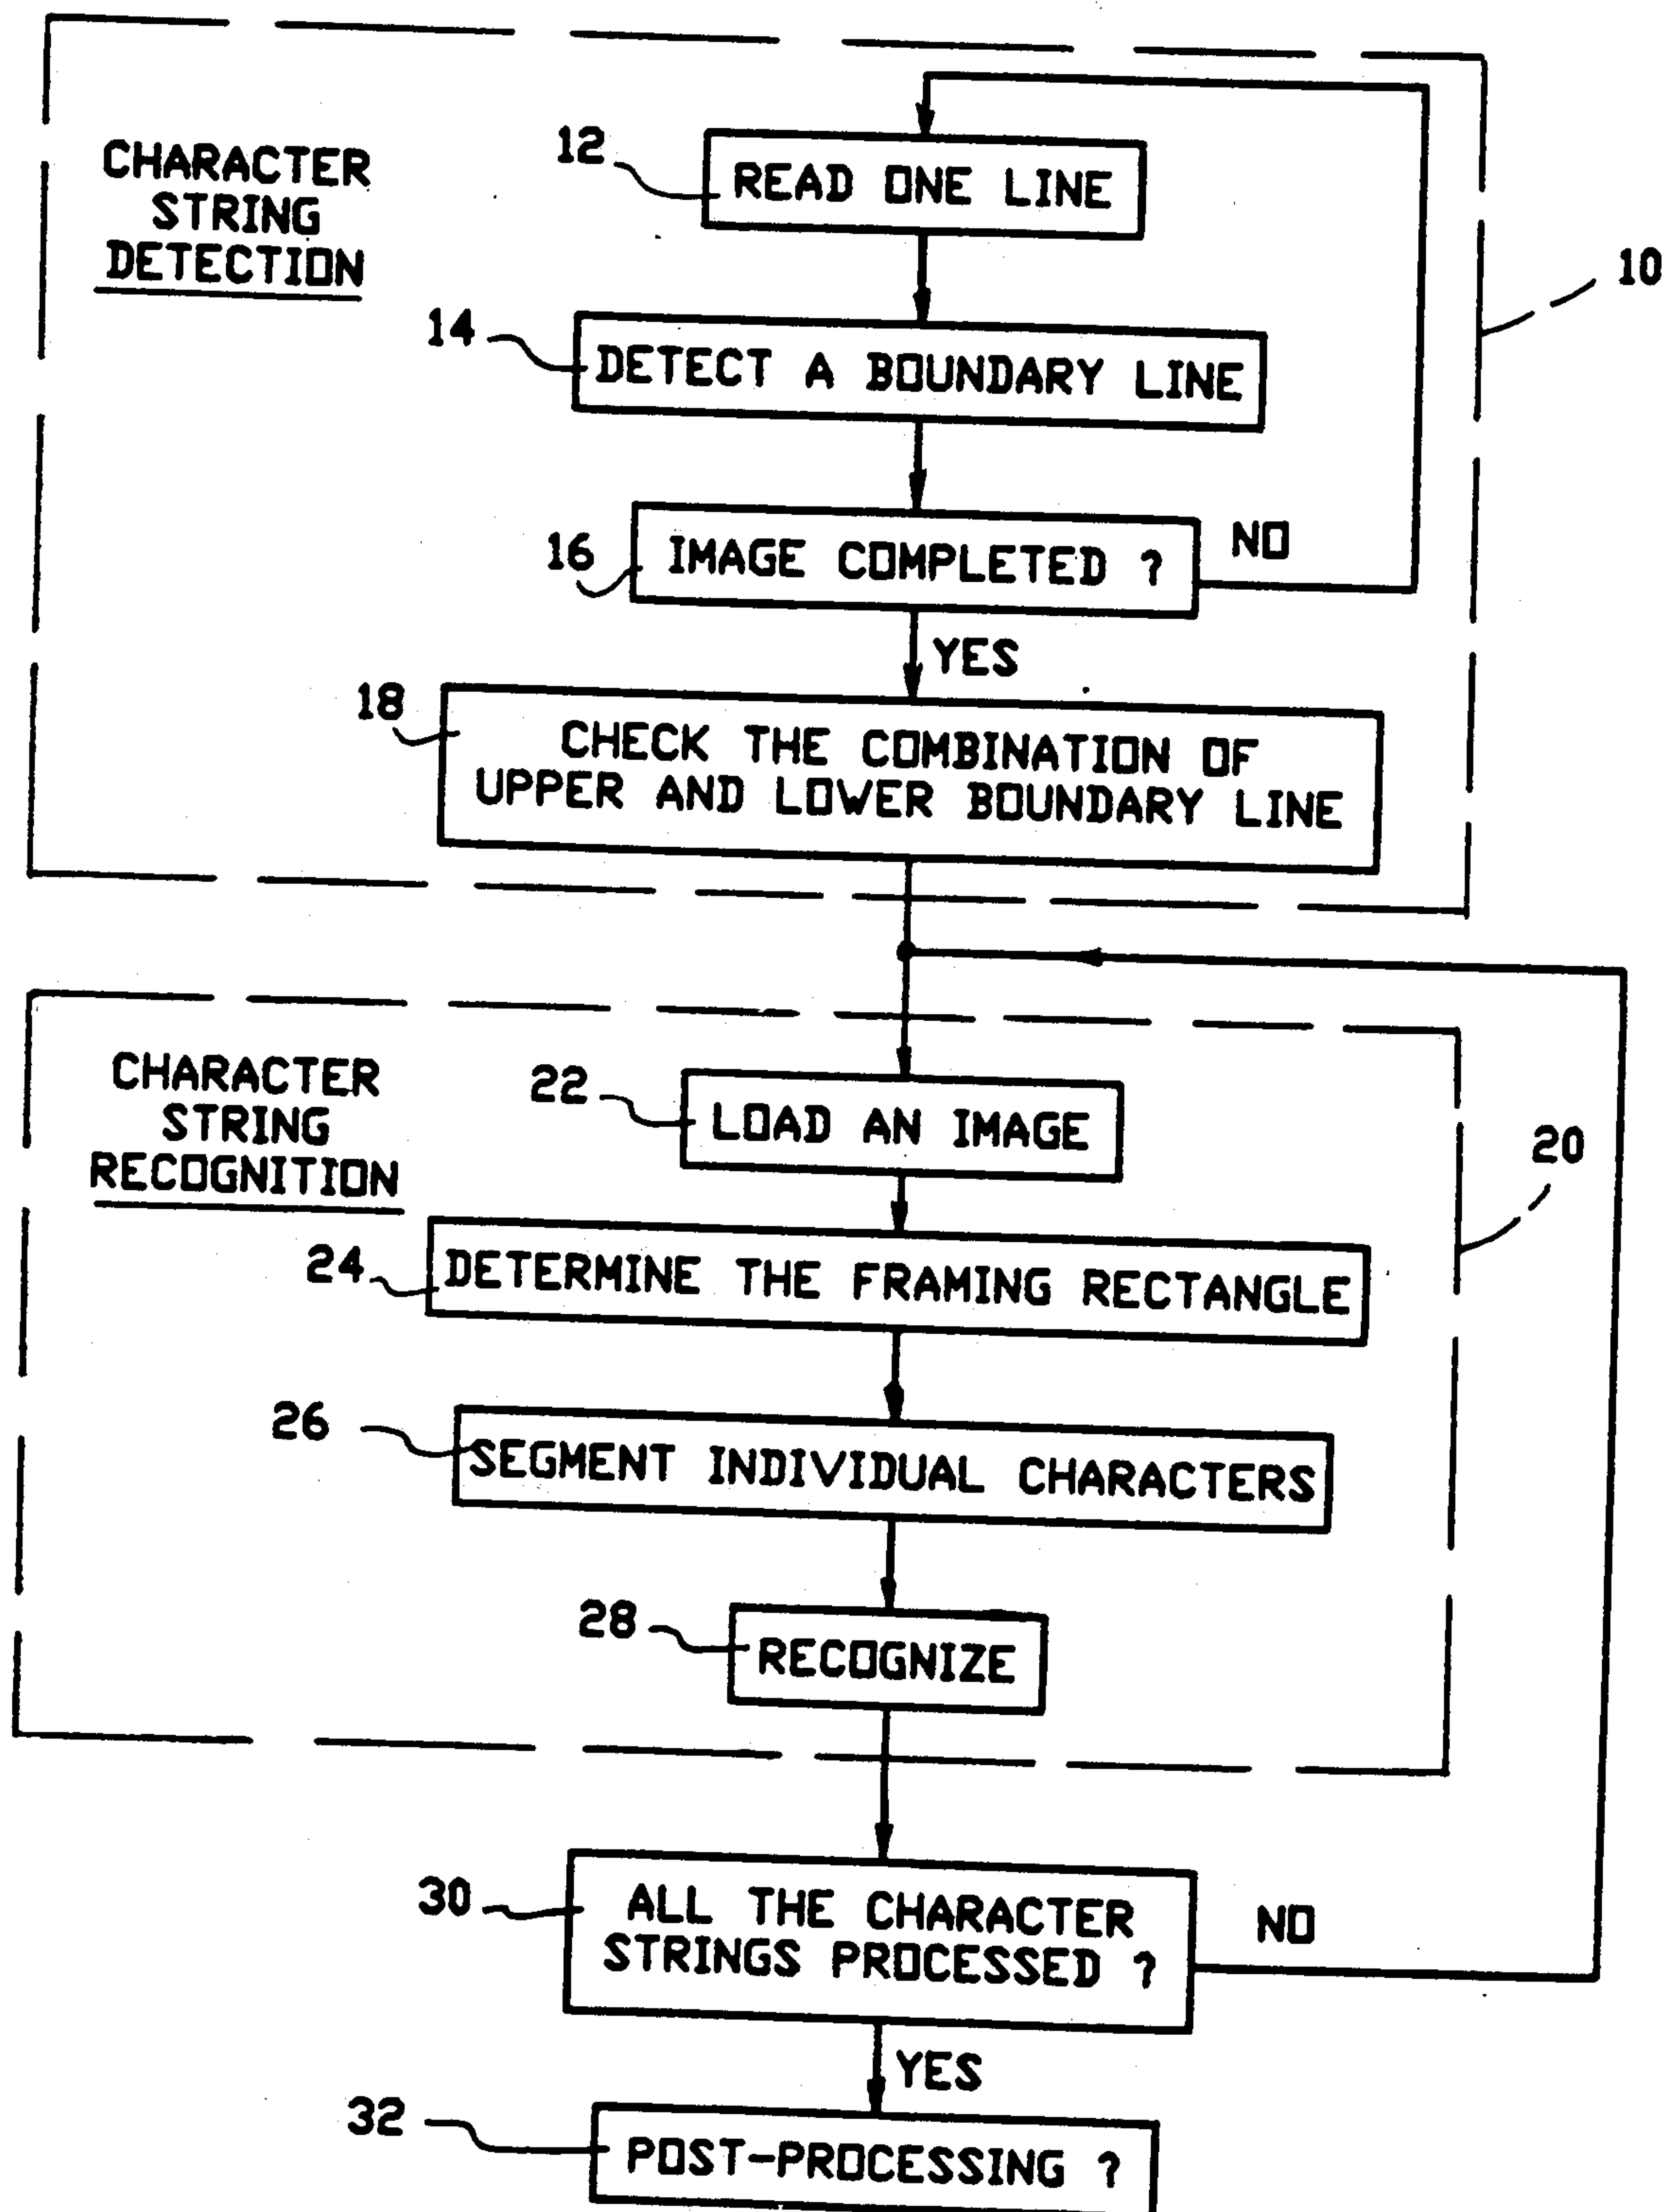 CHARACTER
STRING
DETECTION
12
READ ONE LINE
10
14
DETECT A BOUNDARY LINE
16
IMAGE COMPLETED ?
NO
YES
18
CHECK THE COMBINATION OF
UPPER AND LOWER BOUNDARY LINE
CHARACTER
STRING
RECOGNITION
22
LOAD AN IMAGE
20
24
DETERMINE THE FRAMING RECTANGLE
26
SEGMENT INDIVIDUAL CHARACTERS
28
RECOGNIZE
30
ALL THE CHARACTER
STRINGS PROCESSED ?
NO
YES
32
POST-PROCESSING ?